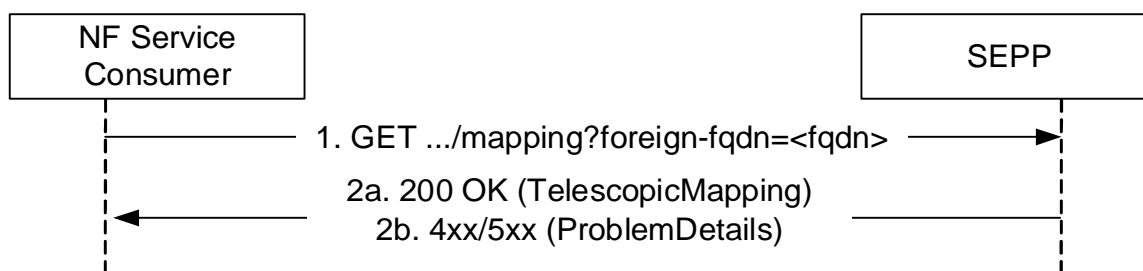 NF Service
Consumer
SEPP
1. GET .../mapping?foreign-fqdn=<fqdn>
2a. 200 OK (TelescopicMapping)
2b. 4xx/5xx (ProblemDetails)